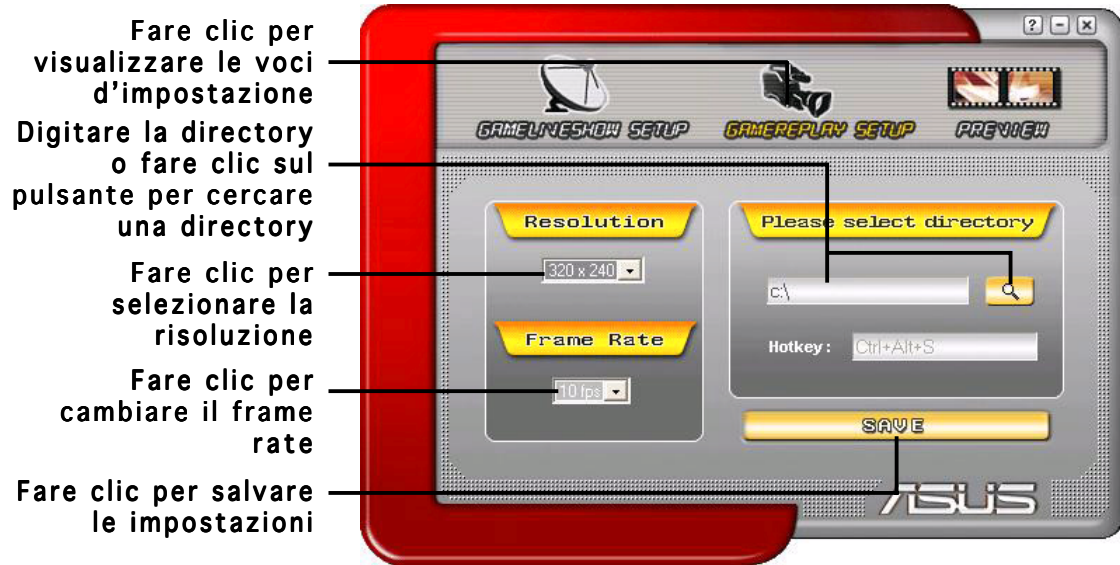 Fare clic per
visualizzare le voci
d'impostazione
Digitare la directory
o fare clic sul
pulsante per cercare
una directory
Fare clic per
selezionare la
risoluzione
Fare clic per
cambiare il frame
rate
Fare clic per salvare
le impostazioni
?
GAMELIVESHOW SETUP
GAMEREPLAY SETUP
PREVIEW
Resolution
320 x 240
Frame Rate
10 fps
Please select directory
c:\
Hotkey: Ctrl+Alt+S
SAVE
ASUS